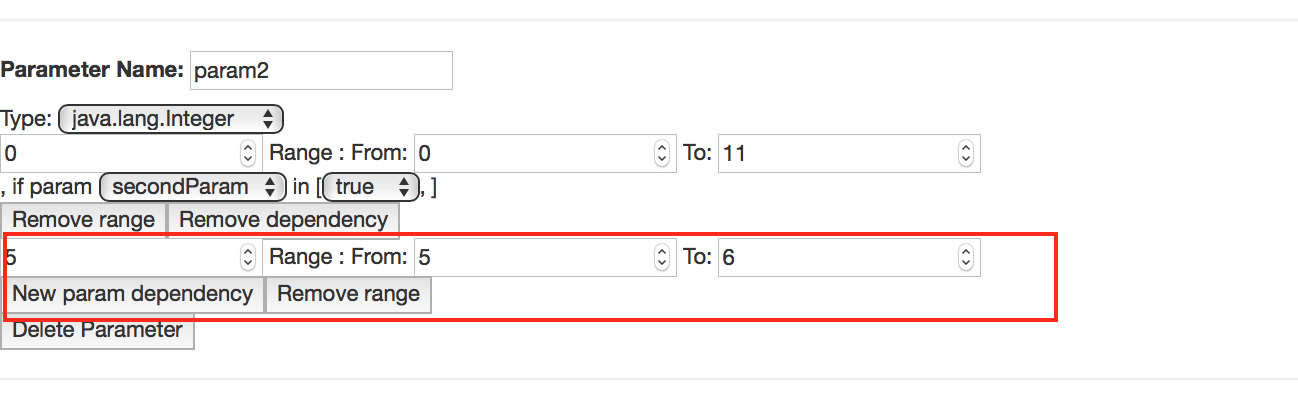 Parameter Name: param2
Type: java.lang.Integer
0 Range : From: 0 To: 11
, if param secondParam in [ true , ]
Remove range Remove dependency
5 Range : From: 5 To: 6
New param dependency Remove range
Delete Parameter